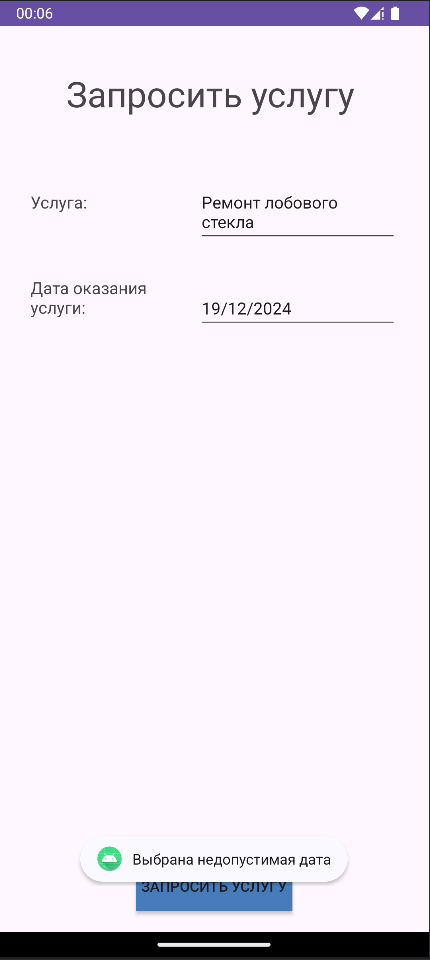 00:06
Запросить услугу
Услуга:
Ремонт лобового
стекла
Дата оказания
услуги:
19/12/2024
Выбрана недопустимая дата
ЗАПРОСИТЬ УСЛУГУ